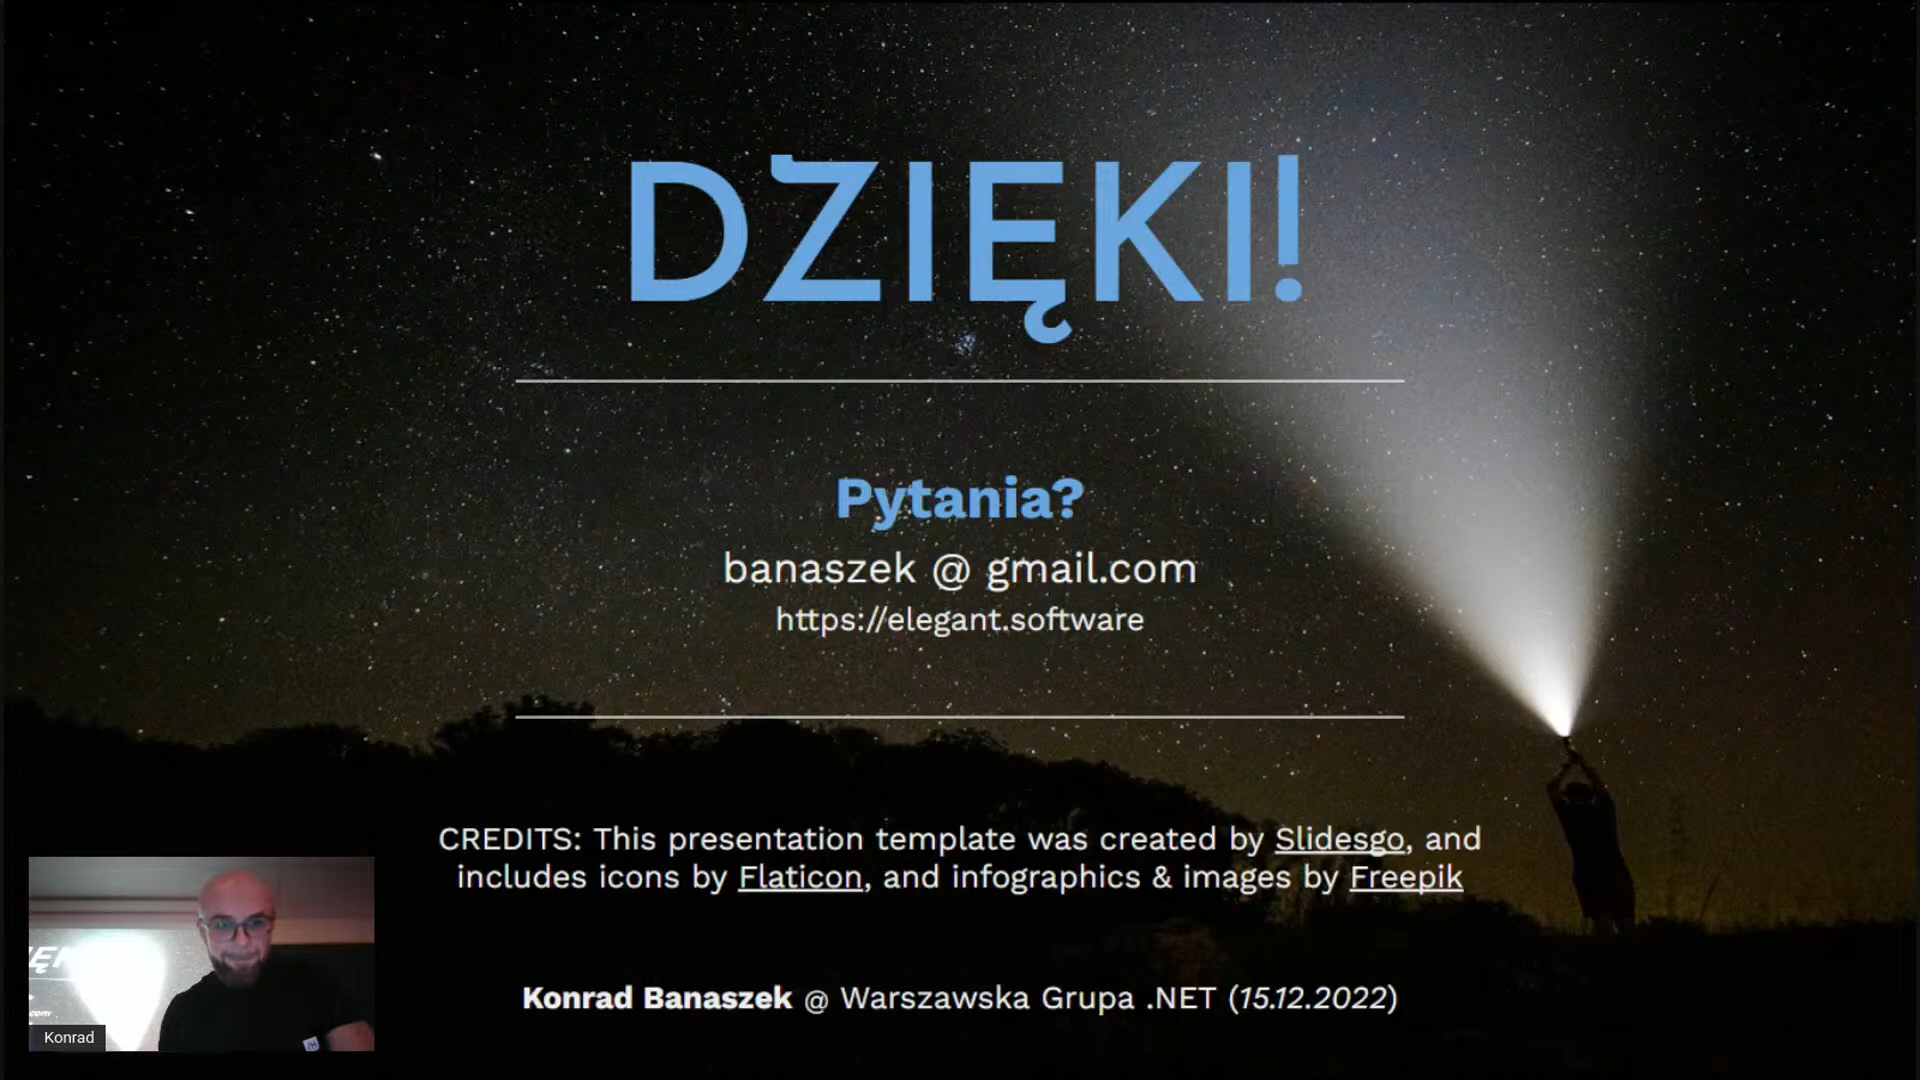 DZIĘKI!
Pytania?
banaszek @ gmail.com
https://elegant.software
CREDITS: This presentation template was created by Slidesgo, and
includes icons by Flaticon, and infographics & images by Freepik
Konrad Banaszek @ Warszawska Grupa .NET (15.12.2022)
Konrad